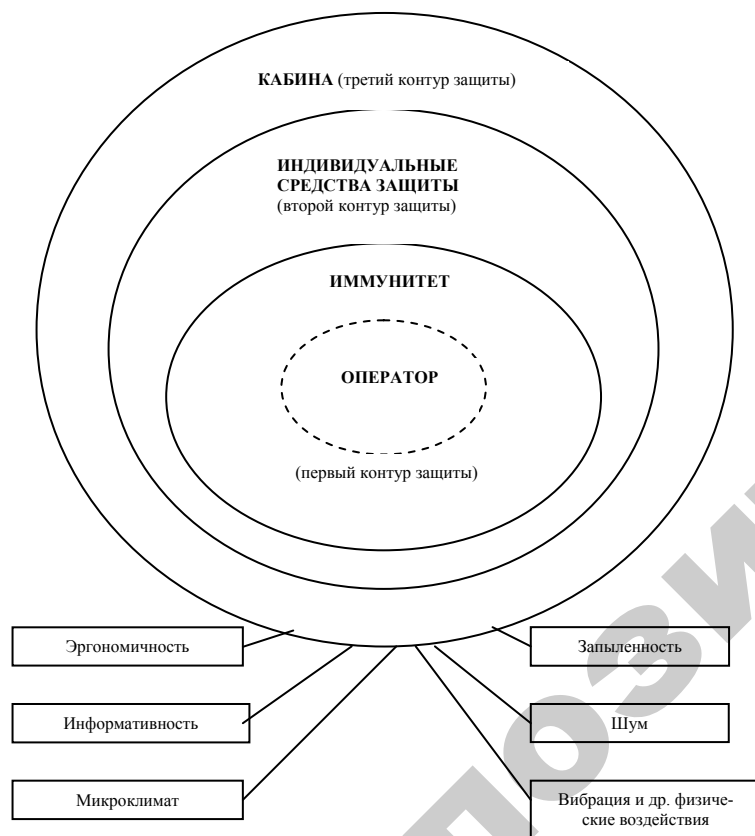 КАБИНА (третий контур защиты)
ИНДИВИДУАЛЬНЫЕ
СРЕДСТВА ЗАЩИТЫ
(второй контур защиты)
ИММУНИТЕТ
ОПЕРАТОР
(первый контур защиты)
Эргономичность
Запыленность
Информативность
Шум
Микроклимат
Вибрация и др. физиче-
ские воздействия